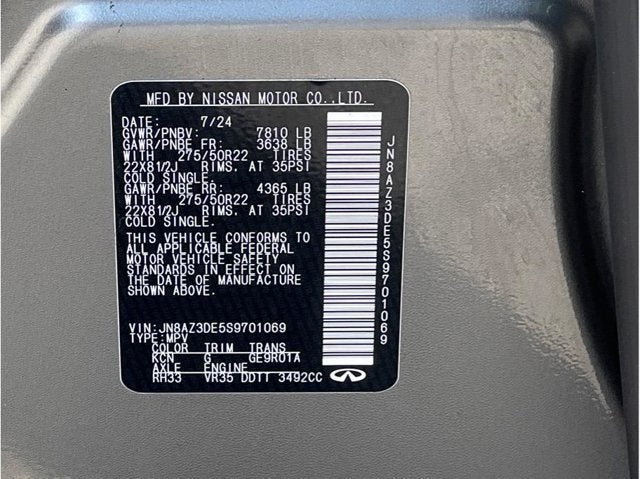 MFD BY NISSAN MOTOR CO.,LTD.
DATE: 7/24
GVWR/PNBV: 7810 LB
GAWR/PNBE FR: 3638 LB
WITH 275/50R22 TIRES
22X81/2J RIMS. AT 35PSI
COLD SINGLE.
GAWR/PNBE RR: 4365 LB
WITH 275/50R22 TIRES
22X81/2J RIMS. AT 35PSI
COLD SINGLE.
THIS VEHICLE CONFORMS TO
ALL APPLICABLE FEDERAL
MOTOR VEHICLE SAFETY
STANDARDS IN EFFECT ON
THE DATE OF MANUFACTURE
SHOWN ABOVE.
VIN:JN8AZ3DE5S9701069
TYPE:MPV
COLOR TRIM TRANS
KCN G GE9R01A
AXLE ENGINE
RH33 VR35 DDTT 3492CC
JN8AZ3DE5S9701069